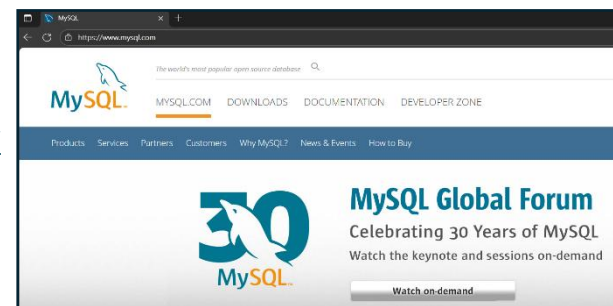 MySQL
https://www.mysql.com
The world's most popular open source database
MySQL
MYSQL.COM DOWNLOADS DOCUMENTATION DEVELOPER ZONE
Products Services Partners Customers Why MySQL? News & Events How to Buy
30
MySQL
MySQL Global Forum
Celebrating 30 Years of MySQL
Watch the keynote and sessions on-demand
Watch on-demand